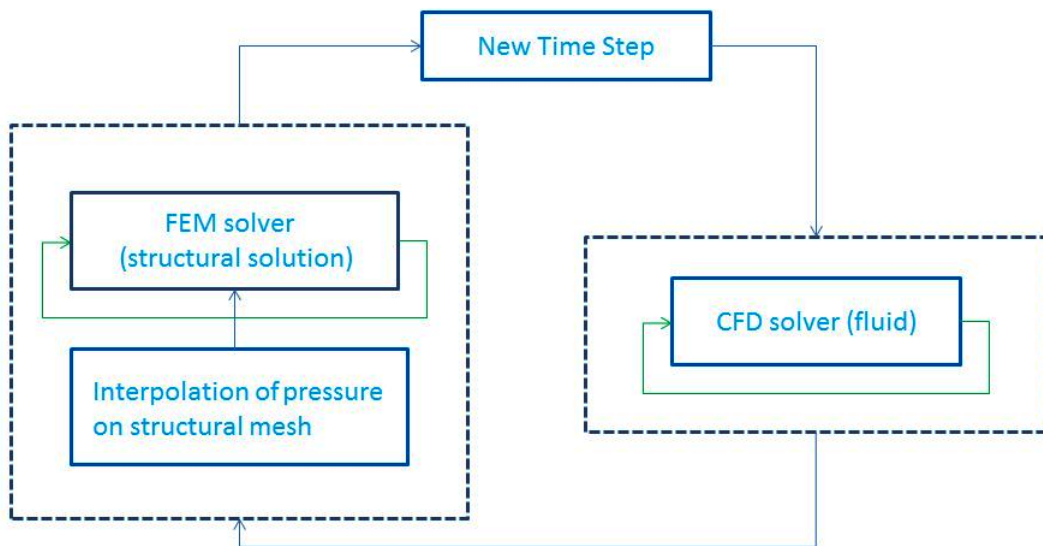 New Time Step
FEM solver
(structural solution)
CFD solver (fluid)
Interpolation of pressure
on structural mesh